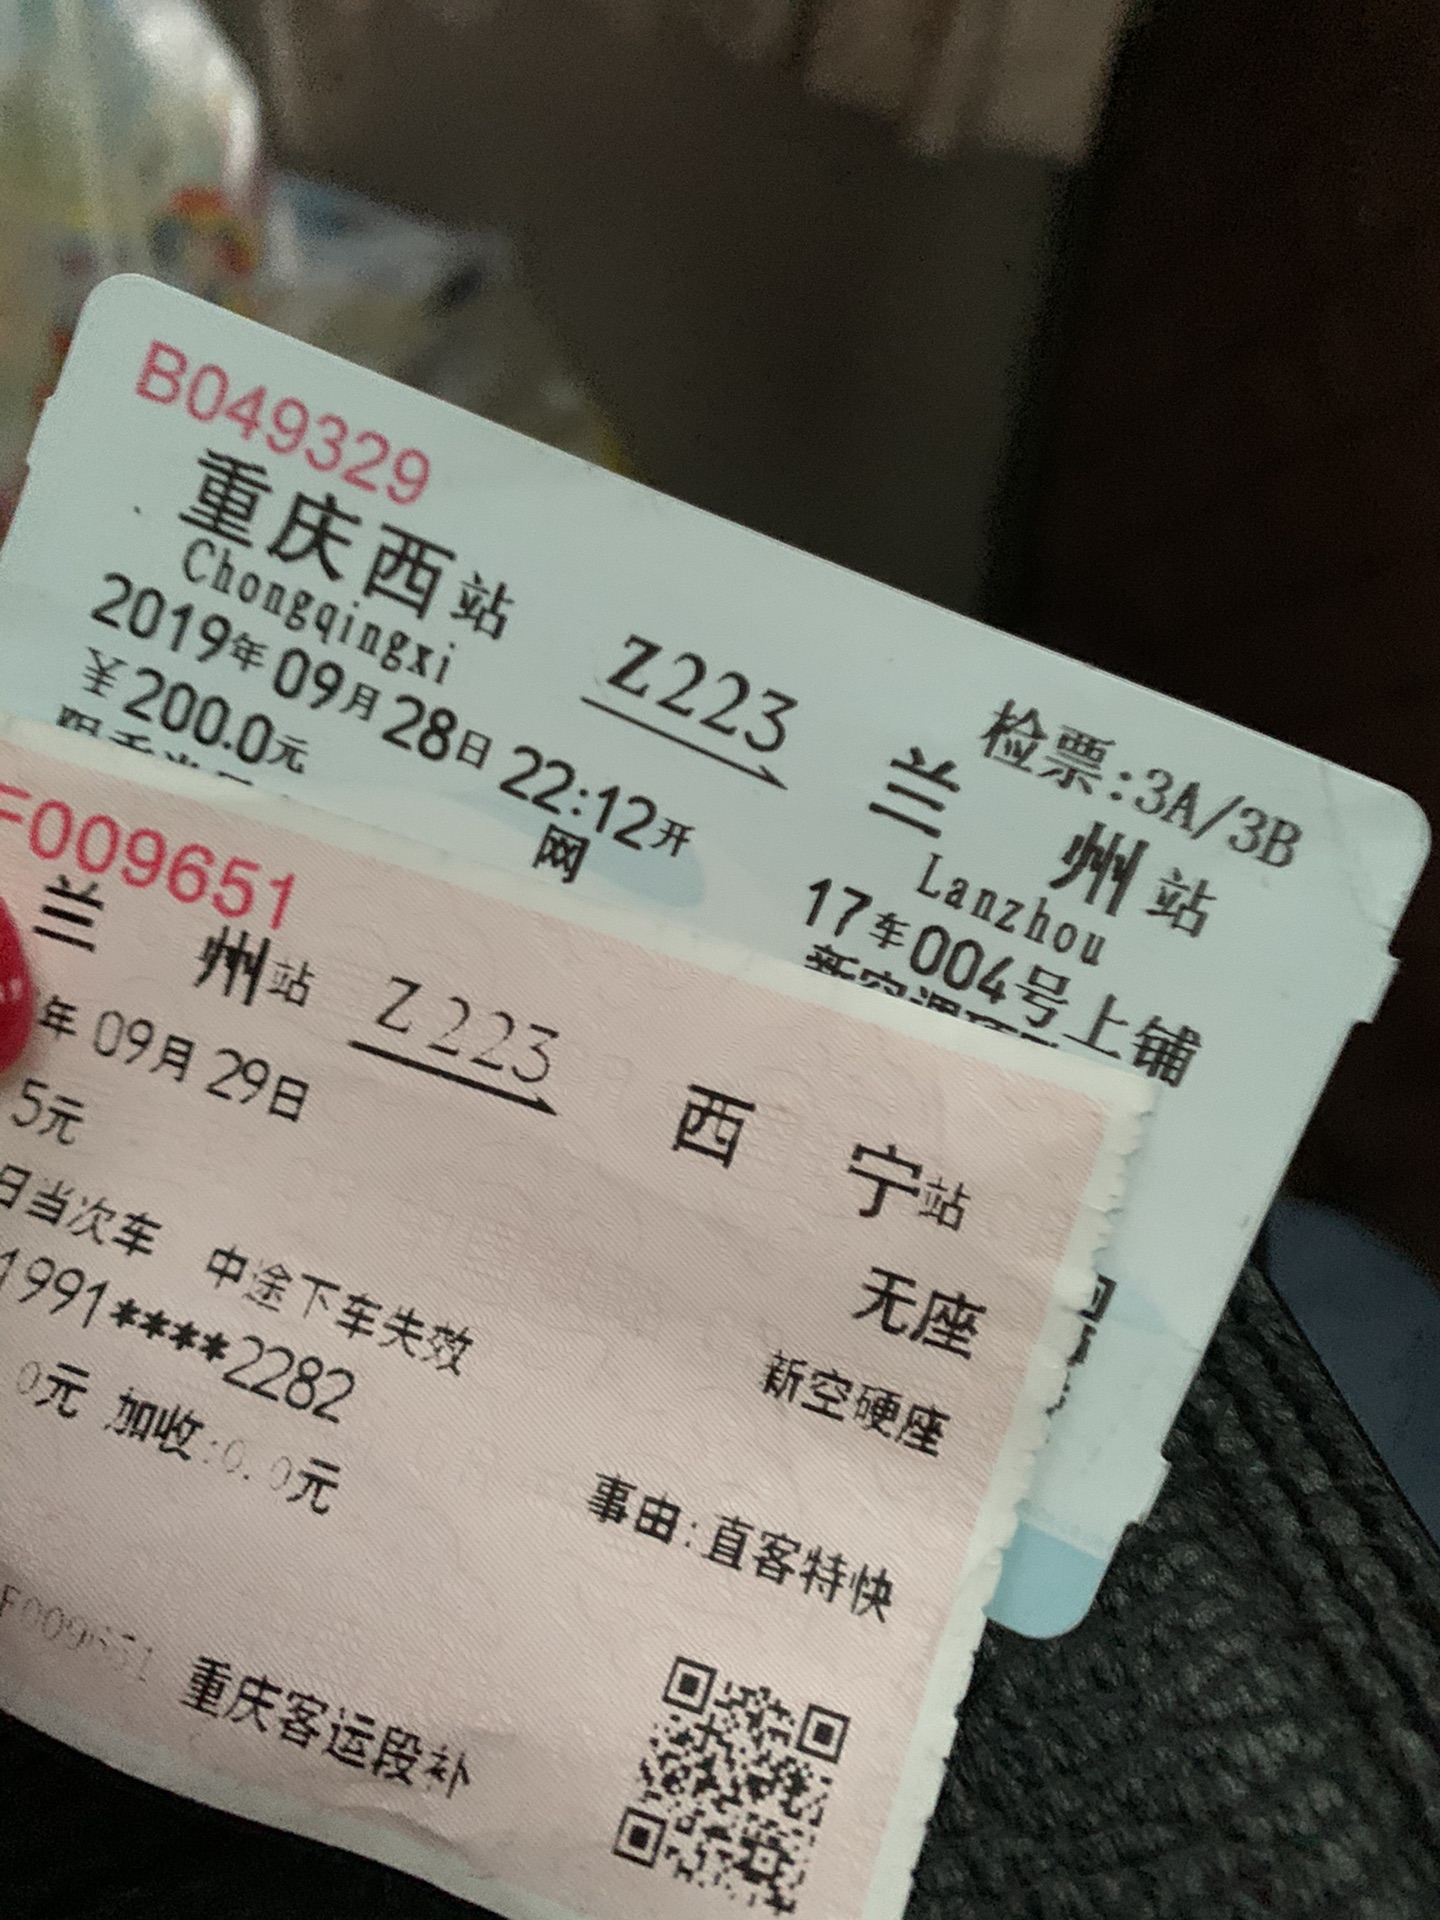 B049329
重庆西站
Chongqingxi
Z223
检票:3A/3B
兰州站
Lanzhou
2019年09月28日22:12开
17车004号上铺
￥200.0元
网
F009651
兰州站
Z223
西宁站
年09月29日
5元
无座
新空硬座
日当次车 中途下车失效
1991****2282
0元 加收:0.0元
事由:直客特快
F009651 重庆客运段补